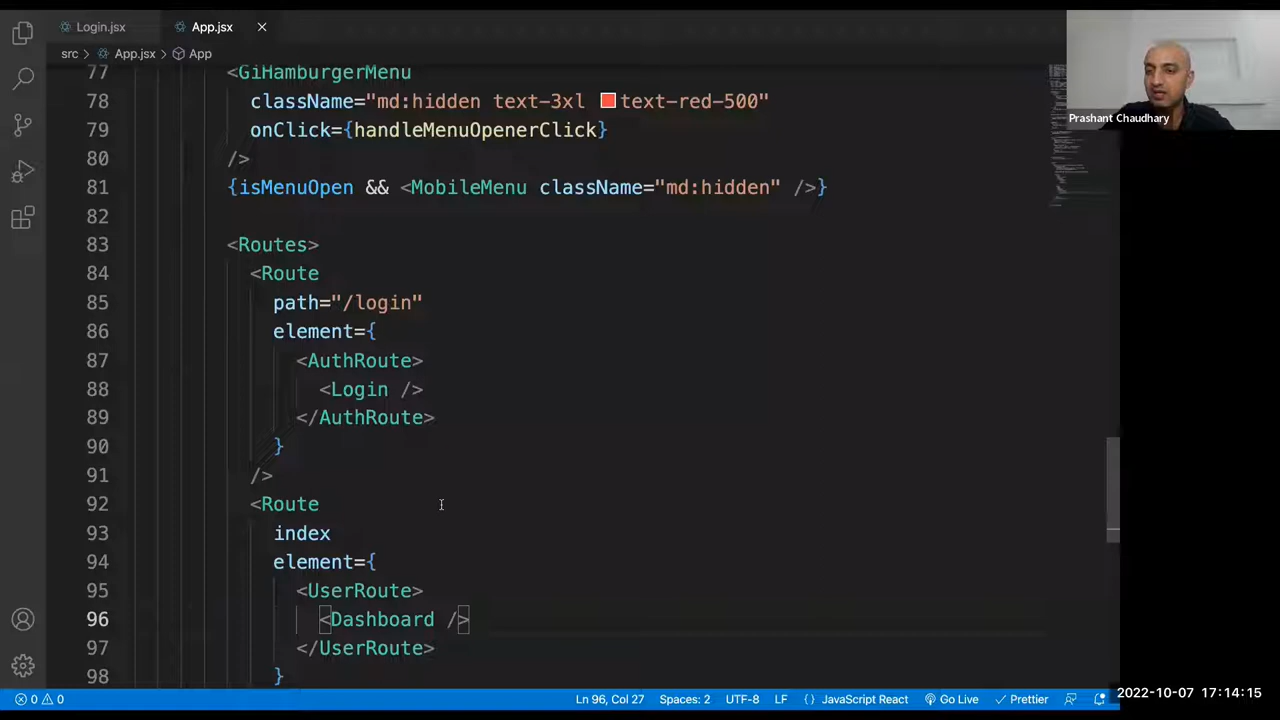 Login.jsx
App.jsx
src > App.jsx > App
Prashant Chaudhary
77 <GiHamburgerMenu
78 className="md:hidden text-3xl text-red-500"
79 onClick={handleMenuOpenerClick}
80 />
81 {isMenuOpen && <MobileMenu className="md:hidden" />}
82
83 <Routes>
84 <Route
85 path="/login"
86 element={
87 <AuthRoute>
88 <Login />
89 </AuthRoute>
90 }
91 />
92 <Route
93 index
94 element={
95 <UserRoute>
96 <Dashboard />
97 </UserRoute>
98 }
0 0 Ln 96, Col 27 Spaces: 2 UTF-8 LF {} JavaScript React Go Live Prettier
2022-10-07 17:14:15